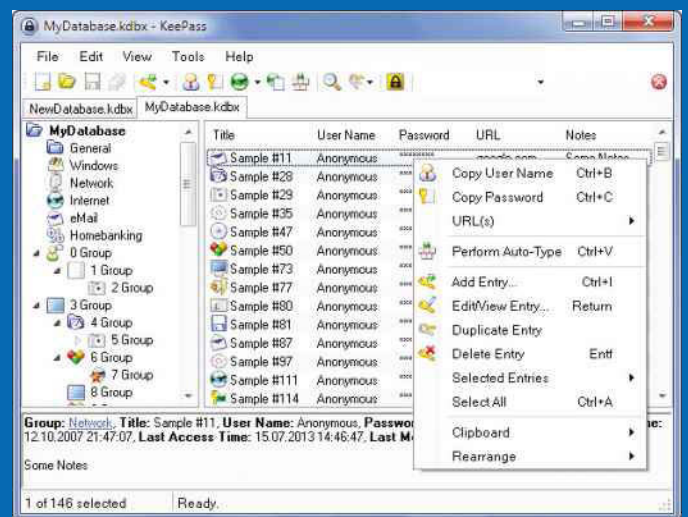 MyDatabase.kdbx - KeePass
File Edit View Tools Help
NewDatabase.kdbx MyDatabase.kdbx
MyDatabase
General
Windows
Network
Internet
eMail
Homebanking
0 Group
1 Group
2 Group
3 Group
4 Group
5 Group
6 Group
7 Group
8 Group
Title User Name Password URL Notes
Sample #11 Anonymous ******** google.com Some Notes
Sample #28 Anonymous
Sample #29 Anonymous
Sample #35 Anonymous
Sample #47 Anonymous
Sample #50 Anonymous
Sample #73 Anonymous
Sample #77 Anonymous
Sample #80 Anonymous
Sample #81 Anonymous
Sample #87 Anonymous
Sample #97 Anonymous
Sample #111 Anonymous
Sample #114 Anonymous
Copy User Name Ctrl+B
Copy Password Ctrl+C
URL(s)
Perform Auto-Type Ctrl+V
Add Entry... Ctrl+I
Edit/View Entry... Return
Duplicate Entry
Delete Entry Entf
Selected Entries
Select All Ctrl+A
Clipboard
Rearrange
Group: Network, Title: Sample #11, User Name: Anonymous, Passwor
12.10.2007 21:47:07, Last Access Time: 15.07.2013 14:46:47, Last M
Some Notes
1 of 146 selected Ready.